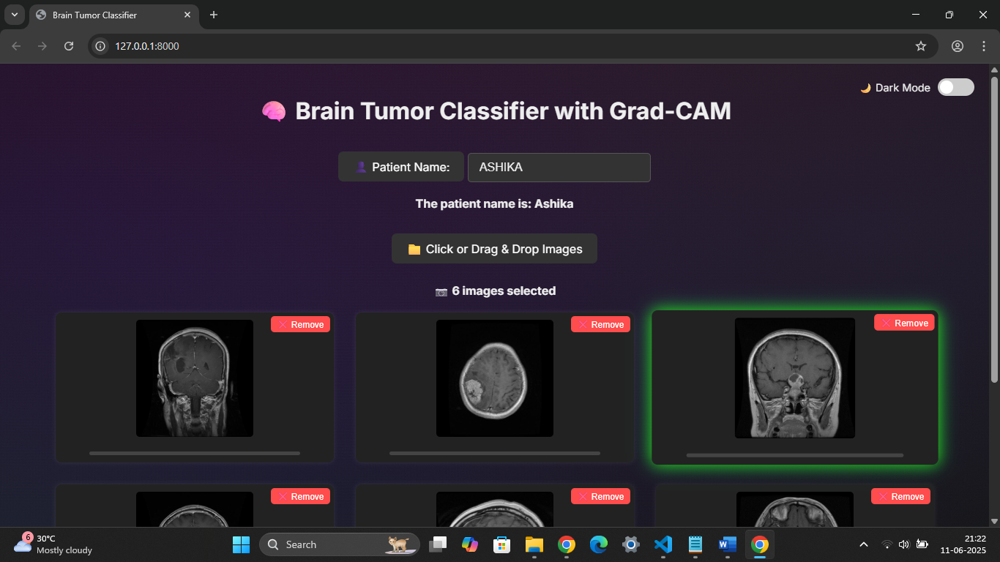 Brain Tumor Classifier
127.0.0.1:8000
🌙 Dark Mode
🧠 Brain Tumor Classifier with Grad-CAM
👤 Patient Name: ASHIKA
The patient name is: Ashika
📁 Click or Drag & Drop Images
📷 6 images selected
❌ Remove ❌ Remove ❌ Remove
❌ Remove ❌ Remove ❌ Remove
6 30°C
Mostly cloudy
Search
21:22
11-06-2025